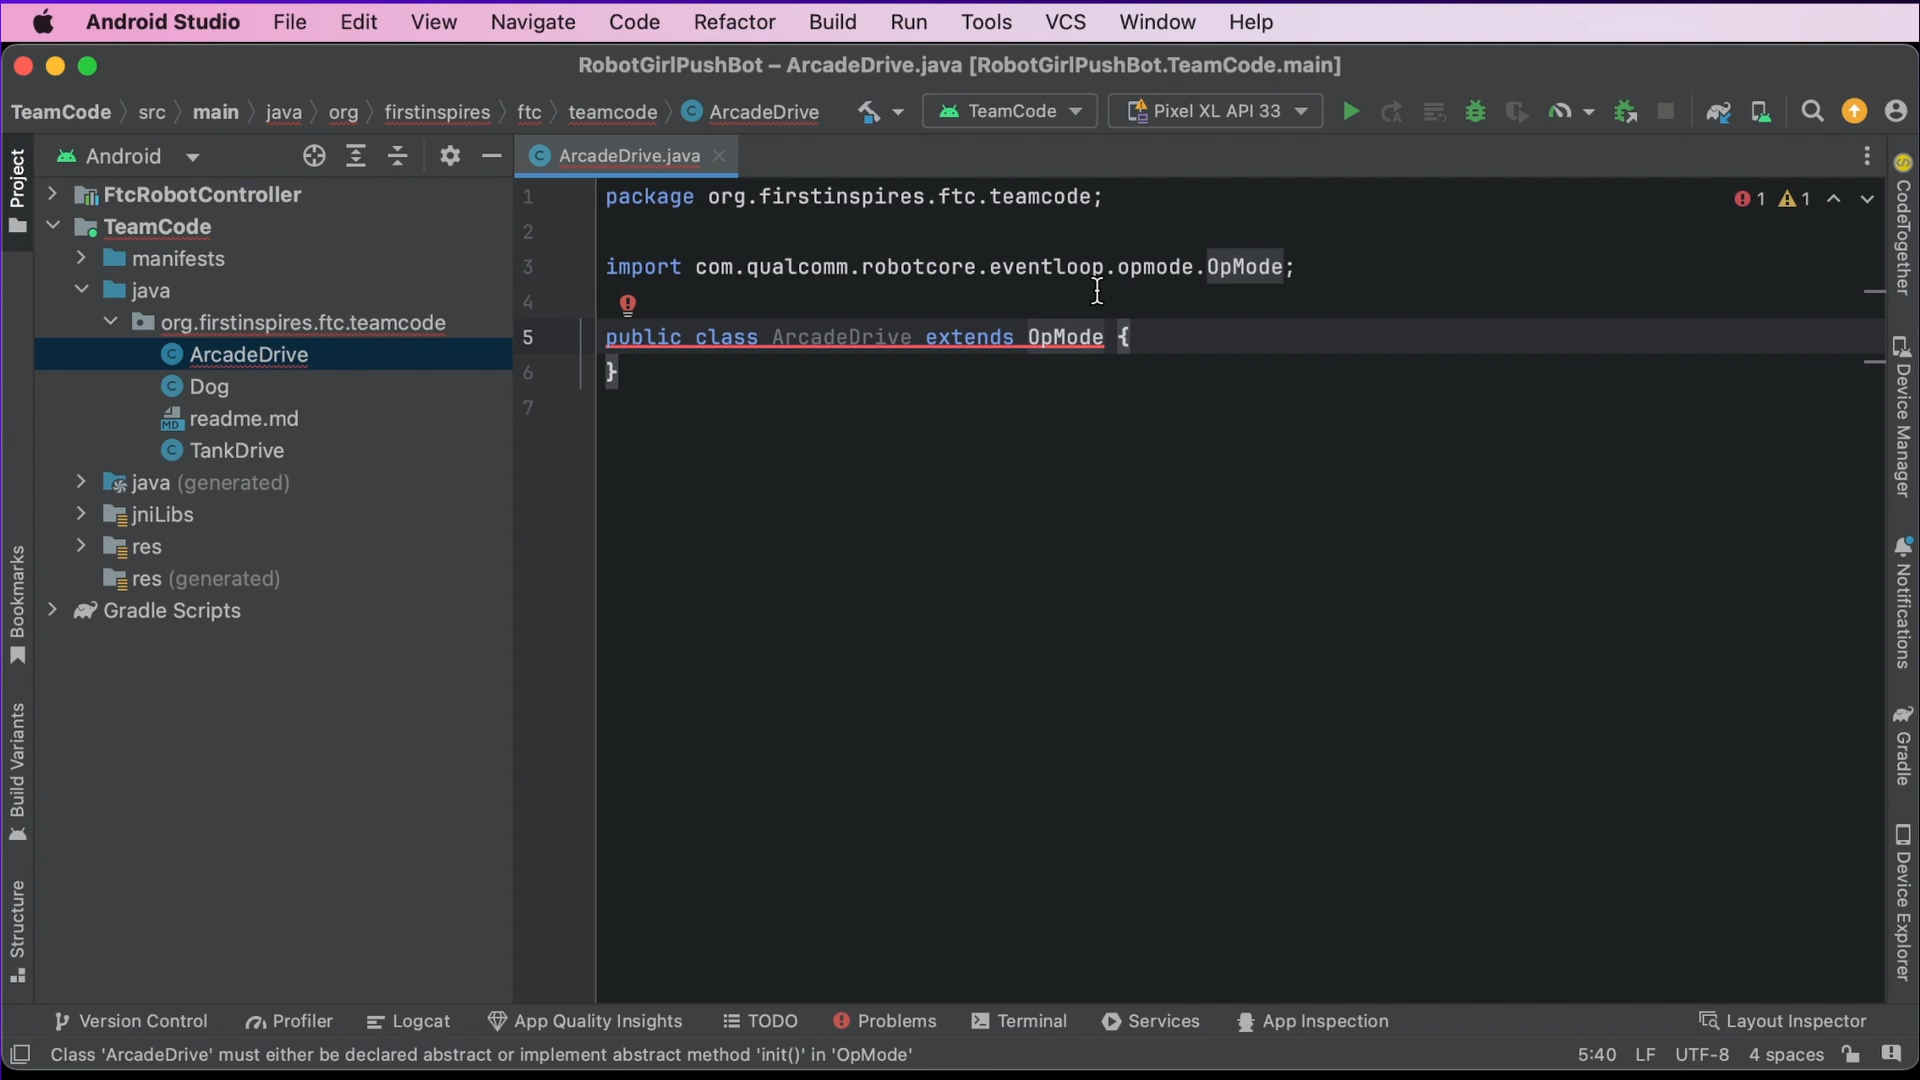 Android Studio File Edit View Navigate Code Refactor Build Run Tools VCS Window Help
RobotGirlPushBot – ArcadeDrive.java [RobotGirlPushBot.TeamCode.main]
TeamCode src main java org firstinspires ftc teamcode ArcadeDrive TeamCode Pixel XL API 33
Project
Android
ArcadeDrive.java
FtcRobotController
TeamCode
manifests
java
org.firstinspires.ftc.teamcode
ArcadeDrive
Dog
readme.md
TankDrive
java (generated)
jniLibs
res
res (generated)
Gradle Scripts
1 package org.firstinspires.ftc.teamcode;
2
3 import com.qualcomm.robotcore.eventloop.opmode.OpMode;
4
5 public class ArcadeDrive extends OpMode {
6 }
7
1 1
Bookmarks
Build Variants
Structure
CodeTogether
Device Manager
Notifications
Gradle
Device Explorer
Version Control Profiler Logcat App Quality Insights TODO Problems Terminal Services App Inspection Layout Inspector
Class 'ArcadeDrive' must either be declared abstract or implement abstract method 'init()' in 'OpMode' 5:40 LF UTF-8 4 spaces